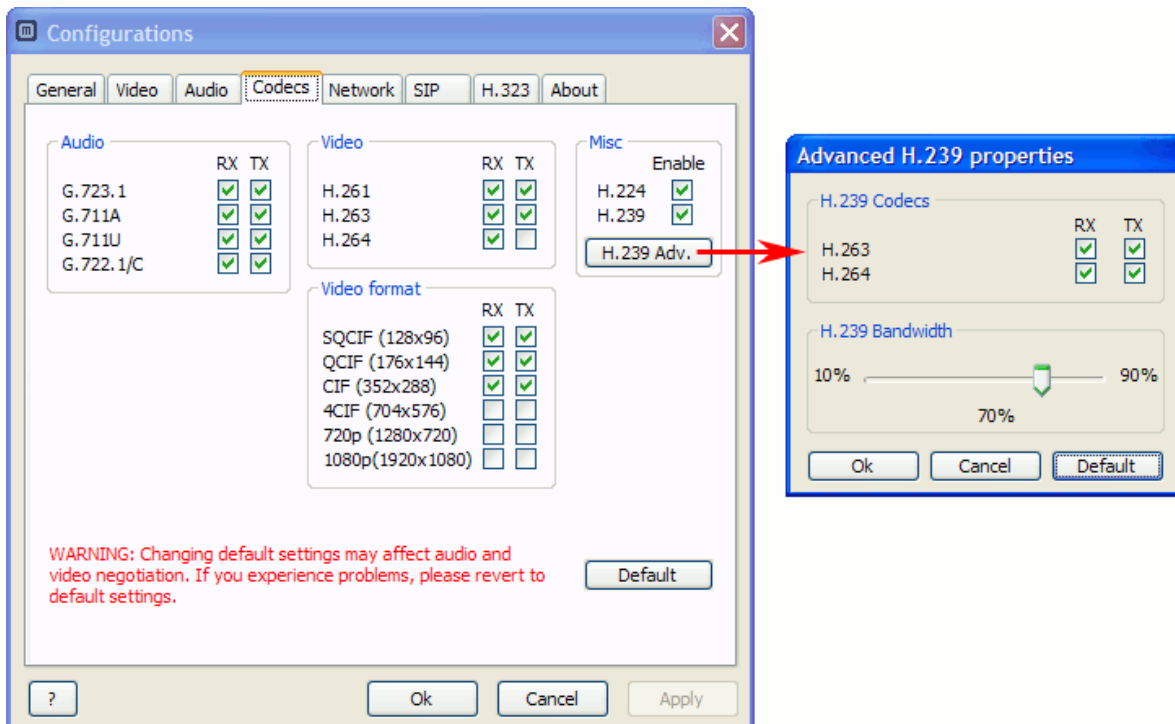 Configurations
General Video Audio Codecs Network SIP H.323 About
Audio
RX TX
G.723.1
G.711A
G.711U
G.722.1/C
Video
RX TX
H.261
H.263
H.264
Misc
Enable
H.224
H.239
H.239 Adv.
Video format
RX TX
SQCIF (128x96)
QCIF (176x144)
CIF (352x288)
4CIF (704x576)
720p (1280x720)
1080p(1920x1080)
WARNING: Changing default settings may affect audio and
video negotiation. If you experience problems, please revert to
default settings.
Default
? Ok Cancel Apply
Advanced H.239 properties
H.239 Codecs
RX TX
H.263
H.264
H.239 Bandwidth
10% 90%
70%
Ok Cancel Default